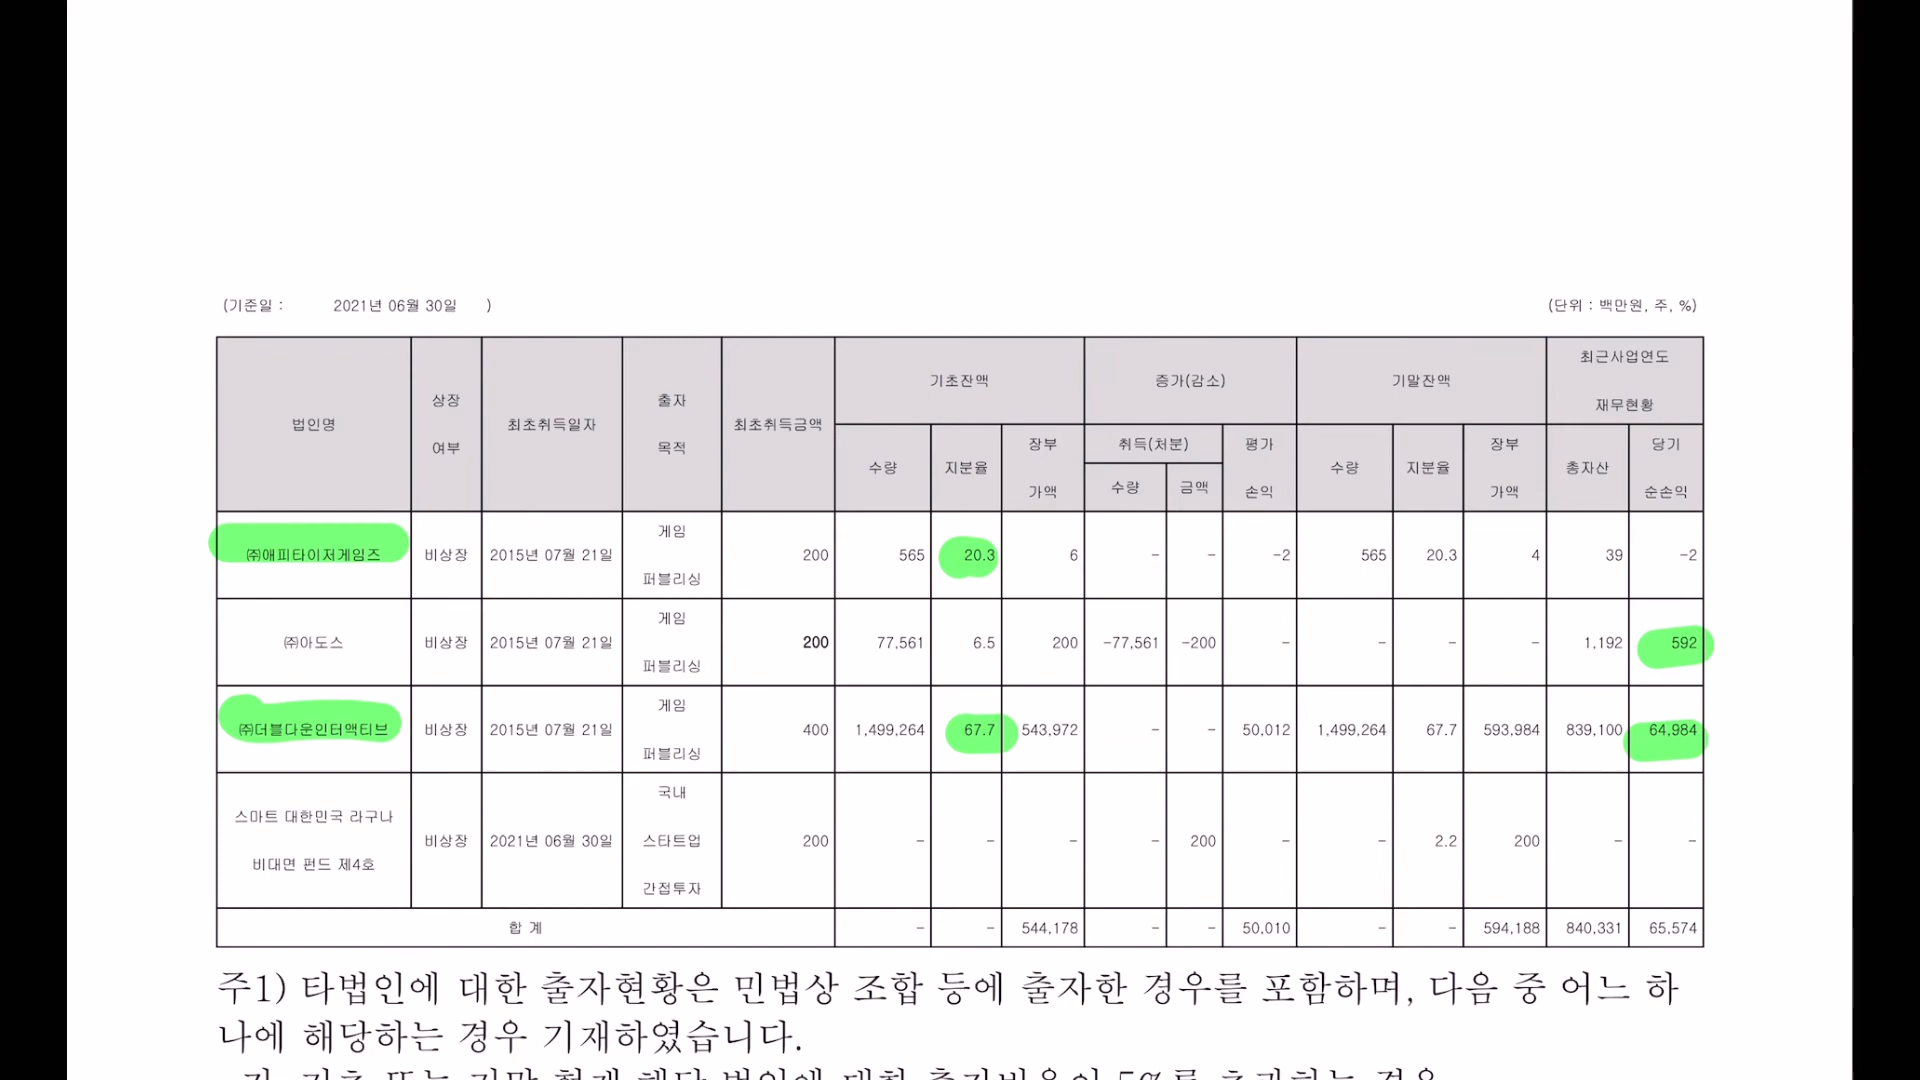 (기준일 : 2021년 06월 30일 ) (단위 : 백만원, 주, %)
법인명 상장 여부 최초취득일자 출자 목적 최초취득금액 기초잔액 증가(감소) 기말잔액 최근사업연도 재무현황
수량 지분율 장부 가액 취득(처분) 평가 손익 수량 지분율 장부 가액 총자산 당기 순손익
수량 금액
㈜애피타이저게임즈 비상장 2015년 07월 21일 게임 퍼블리싱 200 565 20.3 6 - - -2 565 20.3 4 39 -2
㈜아도스 비상장 2015년 07월 21일 게임 퍼블리싱 200 77,561 6.5 200 -77,561 -200 - - - - 1,192 592
㈜더블다운인터액티브 비상장 2015년 07월 21일 게임 퍼블리싱 400 1,499,264 67.7 543,972 - - 50,012 1,499,264 67.7 593,984 839,100 64,984
스마트 대한민국 라구나 비대면 펀드 제4호 비상장 2021년 06월 30일 국내 스타트업 간접투자 200 - - - - 200 - - 2.2 200 - -
합 계 - - 544,178 - - 50,010 - - 594,188 840,331 65,574
주1) 타법인에 대한 출자현황은 민법상 조합 등에 출자한 경우를 포함하며, 다음 중 어느 하
나에 해당하는 경우 기재하였습니다.